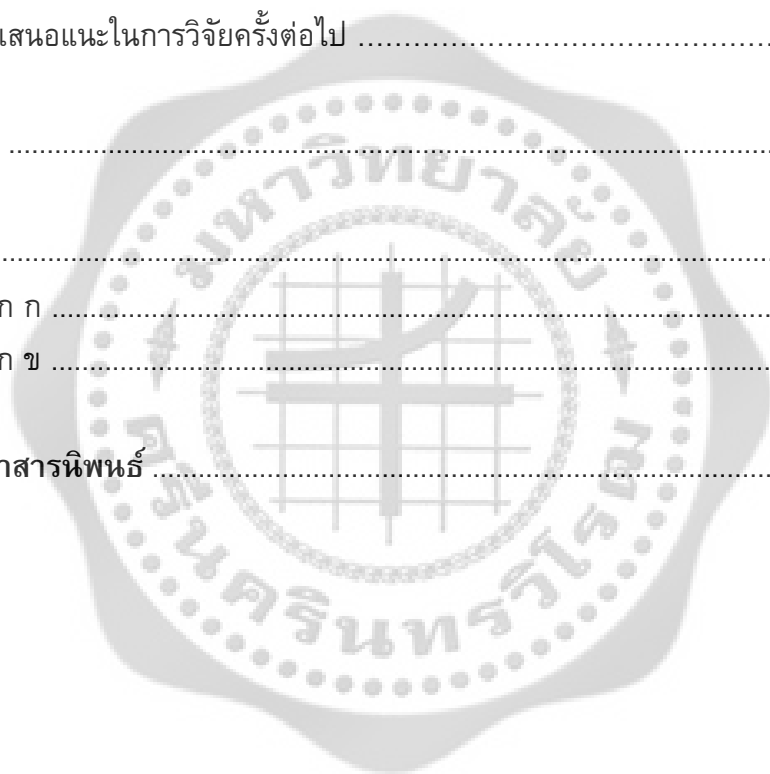 เสนอแนะในการวิจัยครั้งต่อไป ................................................
................................................................................
................................................................................
ก ก ................................................................................
ก ข ................................................................................
าสารนิพนธ์ ................................................................
มหาวิทยาลัย
ศรีนครินทรวิโรฒ